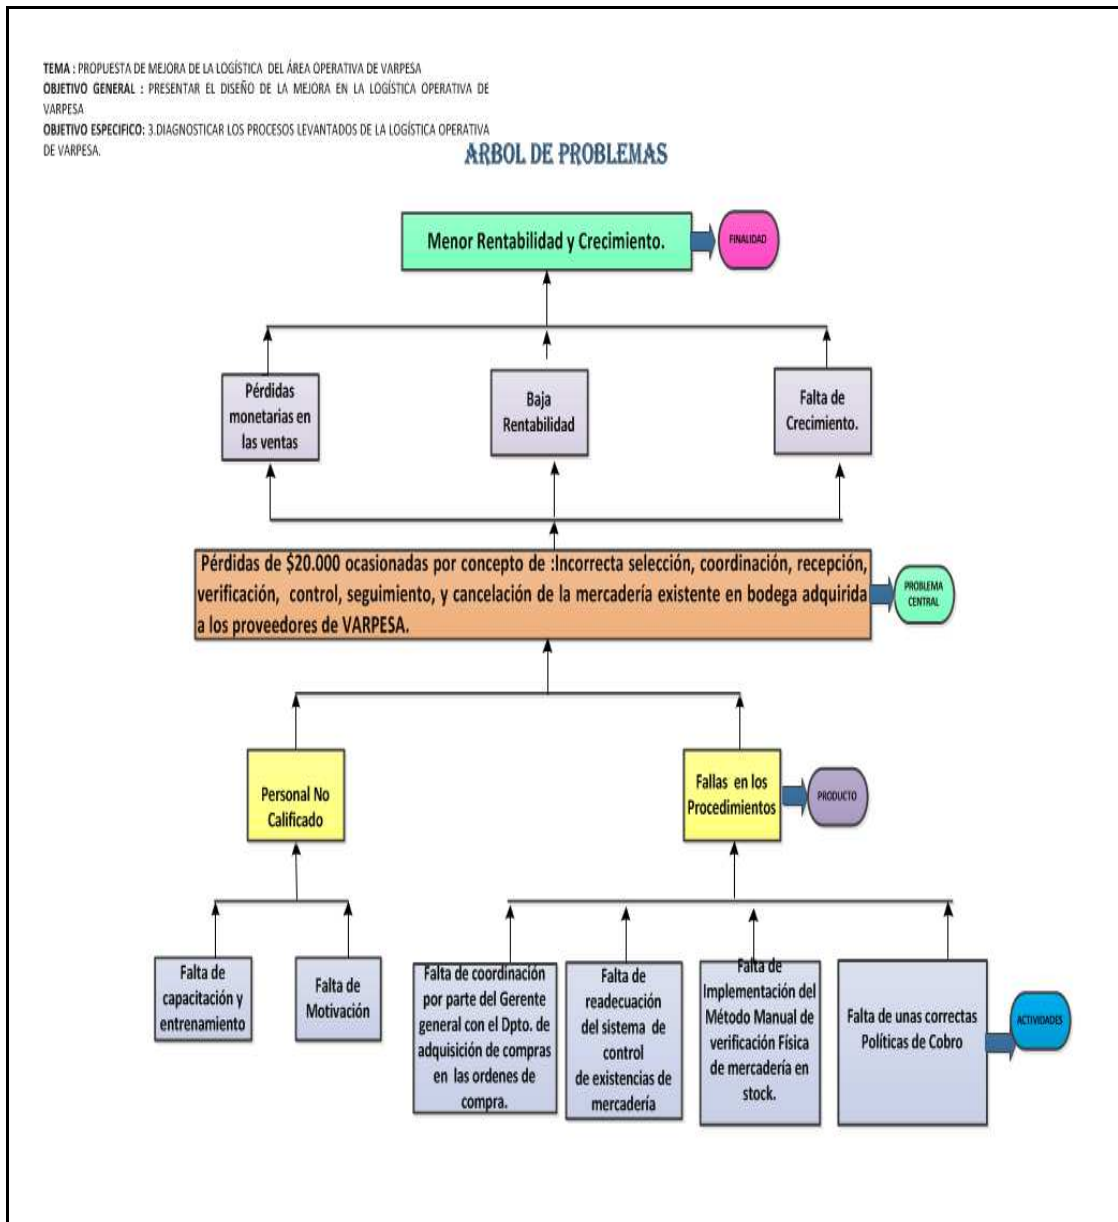 TEMA : PROPUESTA DE MEJORA DE LA LOGÍSTICA DEL ÁREA OPERATIVA DE VARPESA
OBJETIVO GENERAL : PRESENTAR EL DISEÑO DE LA MEJORA EN LA LOGÍSTICA OPERATIVA DE
VARPESA
OBJETIVO ESPECIFICO: 3.DIAGNOSTICAR LOS PROCESOS LEVANTADOS DE LA LOGÍSTICA OPERATIVA
DE VARPESA.
ARBOL DE PROBLEMAS
Menor Rentabilidad y Crecimiento.
FINALIDAD
Pérdidas
monetarias en
las ventas
Baja
Rentabilidad
Falta de
Crecimiento.
Pérdidas de $20.000 ocasionadas por concepto de :Incorrecta selección, coordinación, recepción,
verificación, control, seguimiento, y cancelación de la mercadería existente en bodega adquirida
a los proveedores de VARPESA.
PROBLEMA
CENTRAL
Personal No
Calificado
Fallas en los
Procedimientos
PRODUCTO
Falta de
capacitación y
entrenamiento
Falta de
Motivación
Falta de coordinación
por parte del Gerente
general con el Dpto. de
adquisición de compras
en las ordenes de
compra.
Falta de
readecuación
del sistema de
control
de existencias de
mercadería
Falta de
Implementación del
Método Manual de
verificación Física
de mercadería en
stock.
Falta de unas correctas
Políticas de Cobro
ACTIVIDADES